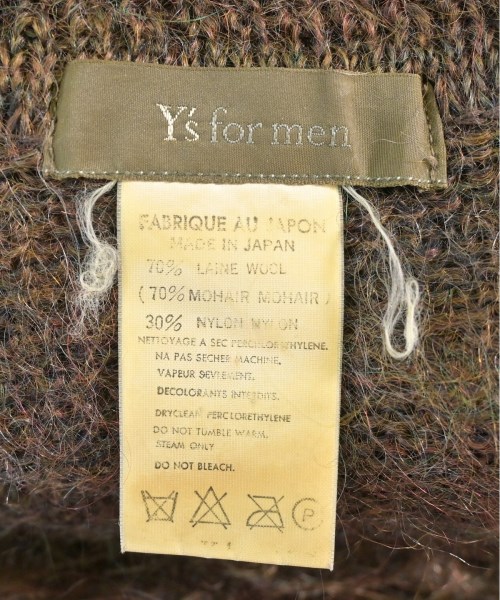 Y's for men
FABRIQUE AU JAPON
MADE IN JAPAN
70% LAINE WOOL
(70% MOHAIR MOHAIR)
30% NYLON NYLON
NETTOYAGE A SEC PERCHLORETHYLENE.
NA PAS SECHER MACHINE,
VAPEUR SEVLEMENT.
DECOLORANTS INTERDITS.
DRYCLEAN PERCLORETHYLENE
DO NOT TUMBLE WARM,
STEAM ONLY
DO NOT BLEACH.
P